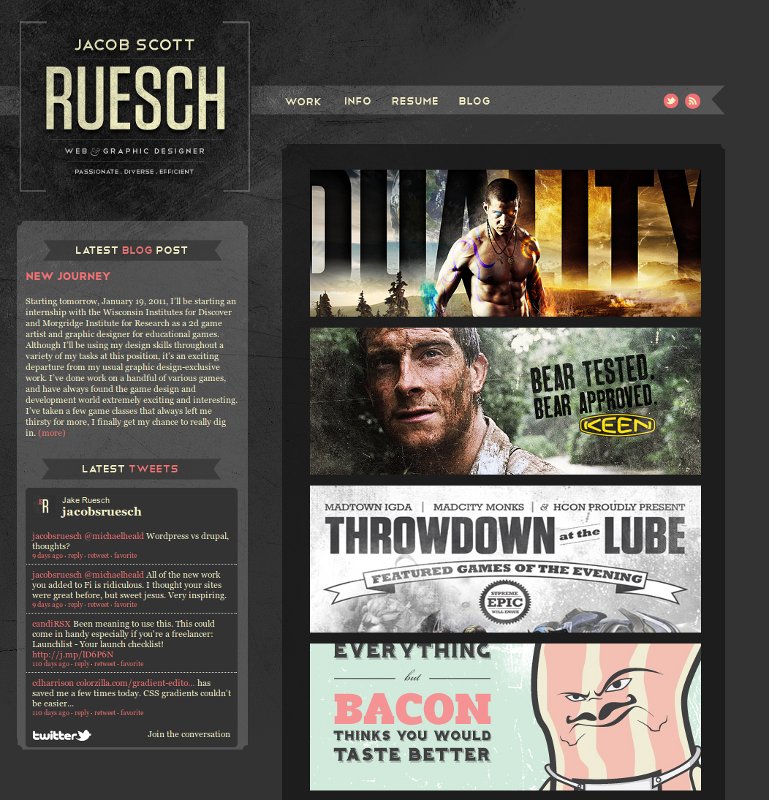 JACOB SCOTT
RUESCH
WEB & GRAPHIC DESIGNER
PASSIONATE . DIVERSE . EFFICIENT
WORK INFO RESUME BLOG
LATEST BLOG POST
NEW JOURNEY
Starting tomorrow, January 19, 2011, I'll be starting an
internship with the Wisconsin Institutes for Discover
and Morgridge Institute for Research as a 2d game
artist and graphic designer for educational games.
Although I'll be using my design skills throughout a
variety of my tasks at this position, it's an exciting
departure from my usual graphic design-exclusive
work. I've done work on a handful of various games,
and have always found the game design and
development world extremely exciting and interesting.
I've taken a few game classes that always left me
thirsty for more, I finally get my chance to really dig
in. (more)
LATEST TWEETS
R
Jake Ruesch
jacobsruesch
jacobsruesch @michaelheald Wordpress vs drupal,
thoughts?
9 days ago · reply · retweet · favorite
jacobsruesch @michaelheald All of the new work
you added to Fi is ridiculous. I thought your sites
were great before, but sweet jesus. Very inspiring.
9 days ago · reply · retweet · favorite
candiRSX Been meaning to use this. This could
come in handy especially if you're a freelancer:
Launchlist - Your launch checklist!
http://j.mp/lD6P6N
110 days ago · reply · retweet · favorite
cdharrison colorzilla.com/gradient-edito... has
saved me a few times today. CSS gradients couldn't
be easier...
110 days ago · reply · retweet · favorite
twitter Join the conversation
DUALITY
BEAR TESTED.
BEAR APPROVED.
KEEN
MADTOWN IGDA | MADCITY MONKS | & HCON PROUDLY PRESENT
THROWDOWN at the LUBE
FEATURED GAMES OF THE EVENING
SUPREME
EPIC
WILL ENSUE
EVERYTHING
but
BACON
THINKS YOU WOULD
TASTE BETTER